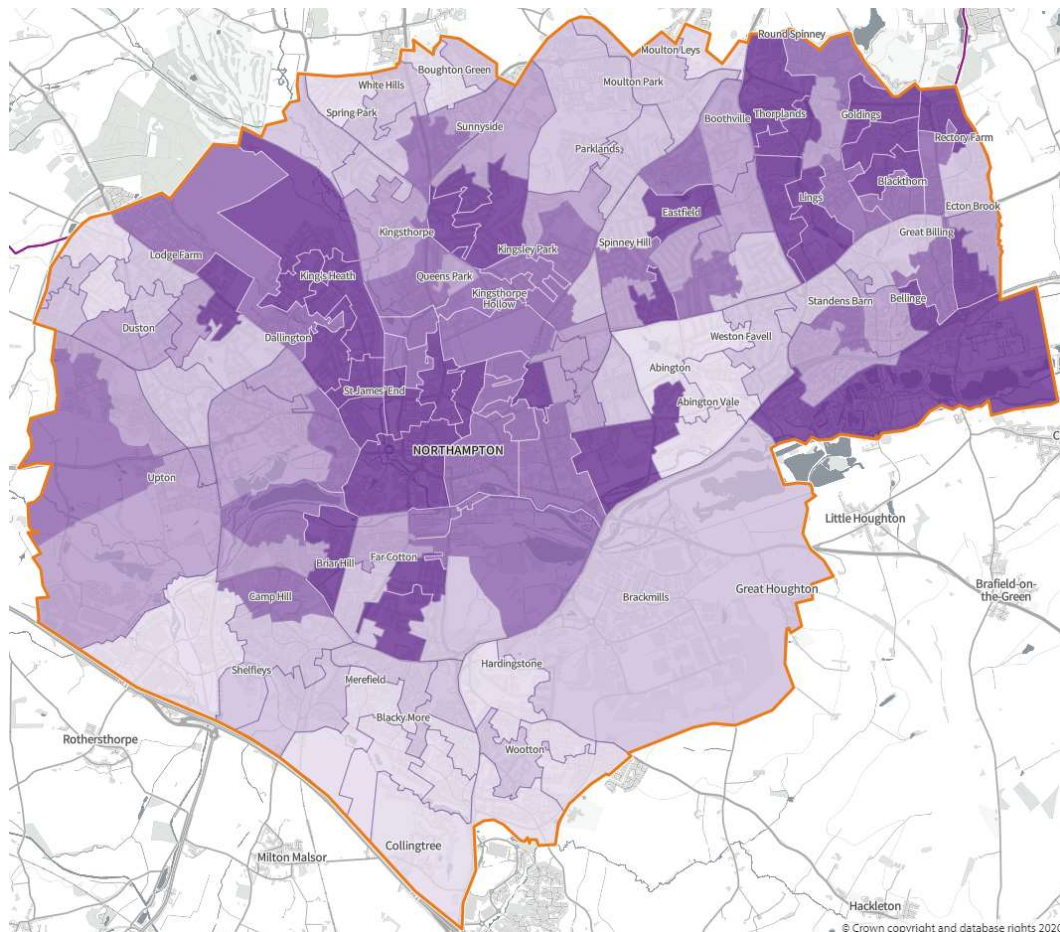 Round Spinney
Moulton Leys
Boughton Green
White Hills
Moulton Park
Spring Park
Sunnyside
Boothville
Thorplands
Goldings
Rectory Farm
Parklands
Blackthorn
Lings
Ecton Brook
Eastfield
Kingsthorpe
Great Billing
Spinney Hill
Kingsley Park
Lodge Farm
King's Heath
Queens Park
Kingsthorpe
Hollow
Standens Barn
Bellinge
Duston
Dallington
Weston Favell
Abington
St James' End
Abington Vale
NORTHAMPTON
Upton
Little Houghton
Far Cotton
Briar Hill
Brafield-on
the-Green
Great Houghton
Camp Hill
Brackmills
Hardingstone
Shelfleys
Merefield
Blacky More
Rothersthorpe
Wootton
Collingtree
Milton Malsor
Hackleton
© Crown copyright and database rights 202